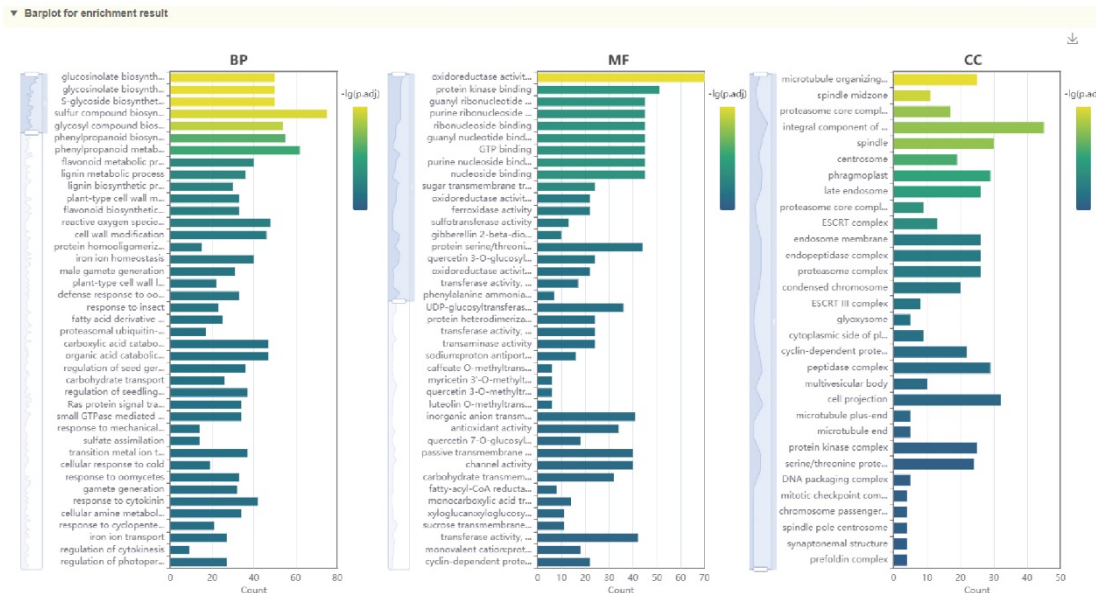 ▼ Barplot for enrichment result
BP
glucosinolate biosynth...
glycosinolate biosynth...
S-glycoside biosynthet...
sulfur compound biosyn...
glycosyl compound bios...
phenylpropanoid biosyn...
phenylpropanoid metab...
flavonoid metabolic pr...
lignin metabolic process
lignin biosynthetic pr...
plant-type cell wall m...
flavonoid biosynthetic...
reactive oxygen specie...
cell wall modification
protein homooligomeriz...
iron ion homeostasis
male gamete generation
plant-type cell wall l...
defense response to oo...
response to insect
fatty acid derivative ...
proteasomal ubiquitin-...
carboxylic acid catabo...
organic acid catabolic...
regulation of seed ger...
carbohydrate transport
regulation of seedling...
Ras protein signal tra...
small GTPase mediated ...
response to mechanical...
sulfate assimilation
transition metal ion t...
cellular response to cold
response to oomycetes
gamete generation
response to cytokinin
cellular amine metabol...
response to cyclopente...
iron ion transport
regulation of cytokinesis
regulation of photoper...
0 20 40 60 80
Count
-lg(p.adj)
MF
oxidoreductase activit...
protein kinase binding
guanyl ribonucleotide ...
purine ribonucleoside ...
ribonucleoside binding
guanyl nucleotide bind...
GTP binding
purine nucleoside bind...
nucleoside binding
sugar transmembrane tr...
oxidoreductase activit...
ferroxidase activity
sulfotransferase activity
gibberellin 2-beta-dio...
protein serine/threoni...
quercetin 3-O-glucosyl...
oxidoreductase activit...
transferase activity, ...
phenylalanine ammonia...
UDP-glucosyltransferas...
protein heterodimeriza...
transferase activity, ...
transaminase activity
sodiumproton antiport...
caffeate O-methyltrans...
myricetin 3'-O-methylt...
quercetin 3-O-methyltr...
luteolin O-methyltrans...
inorganic anion transm...
antioxidant activity
quercetin 7-O-glucosyl...
passive transmembrane ...
channel activity
carbohydrate transmem...
fatty-acyl-CoA reducta...
monocarboxylic acid tr...
xyloglucanxyloglucosy...
sucrose transmembrane...
transferase activity, ...
monovalent cationprot...
cyclin-dependent prote...
0 10 20 30 40 50 60 70
Count
-lg(p.adj)
CC
microtubule organizing...
spindle midzone
proteasome core compl...
integral component of ...
spindle
centrosome
phragmoplast
late endosome
proteasome core compl...
ESCRT complex
endosome membrane
endopeptidase complex
proteasome complex
condensed chromosome
ESCRT III complex
glyoxysome
cytoplasmic side of pl...
cyclin-dependent prote...
peptidase complex
multivesicular body
cell projection
microtubule plus-end
microtubule end
protein kinase complex
serine/threonine prote...
DNA packaging complex
mitotic checkpoint com...
chromosome passenger...
spindle pole centrosome
synaptonemal structure
prefoldin complex
0 10 20 30 40 50
Count
-lg(p.ad